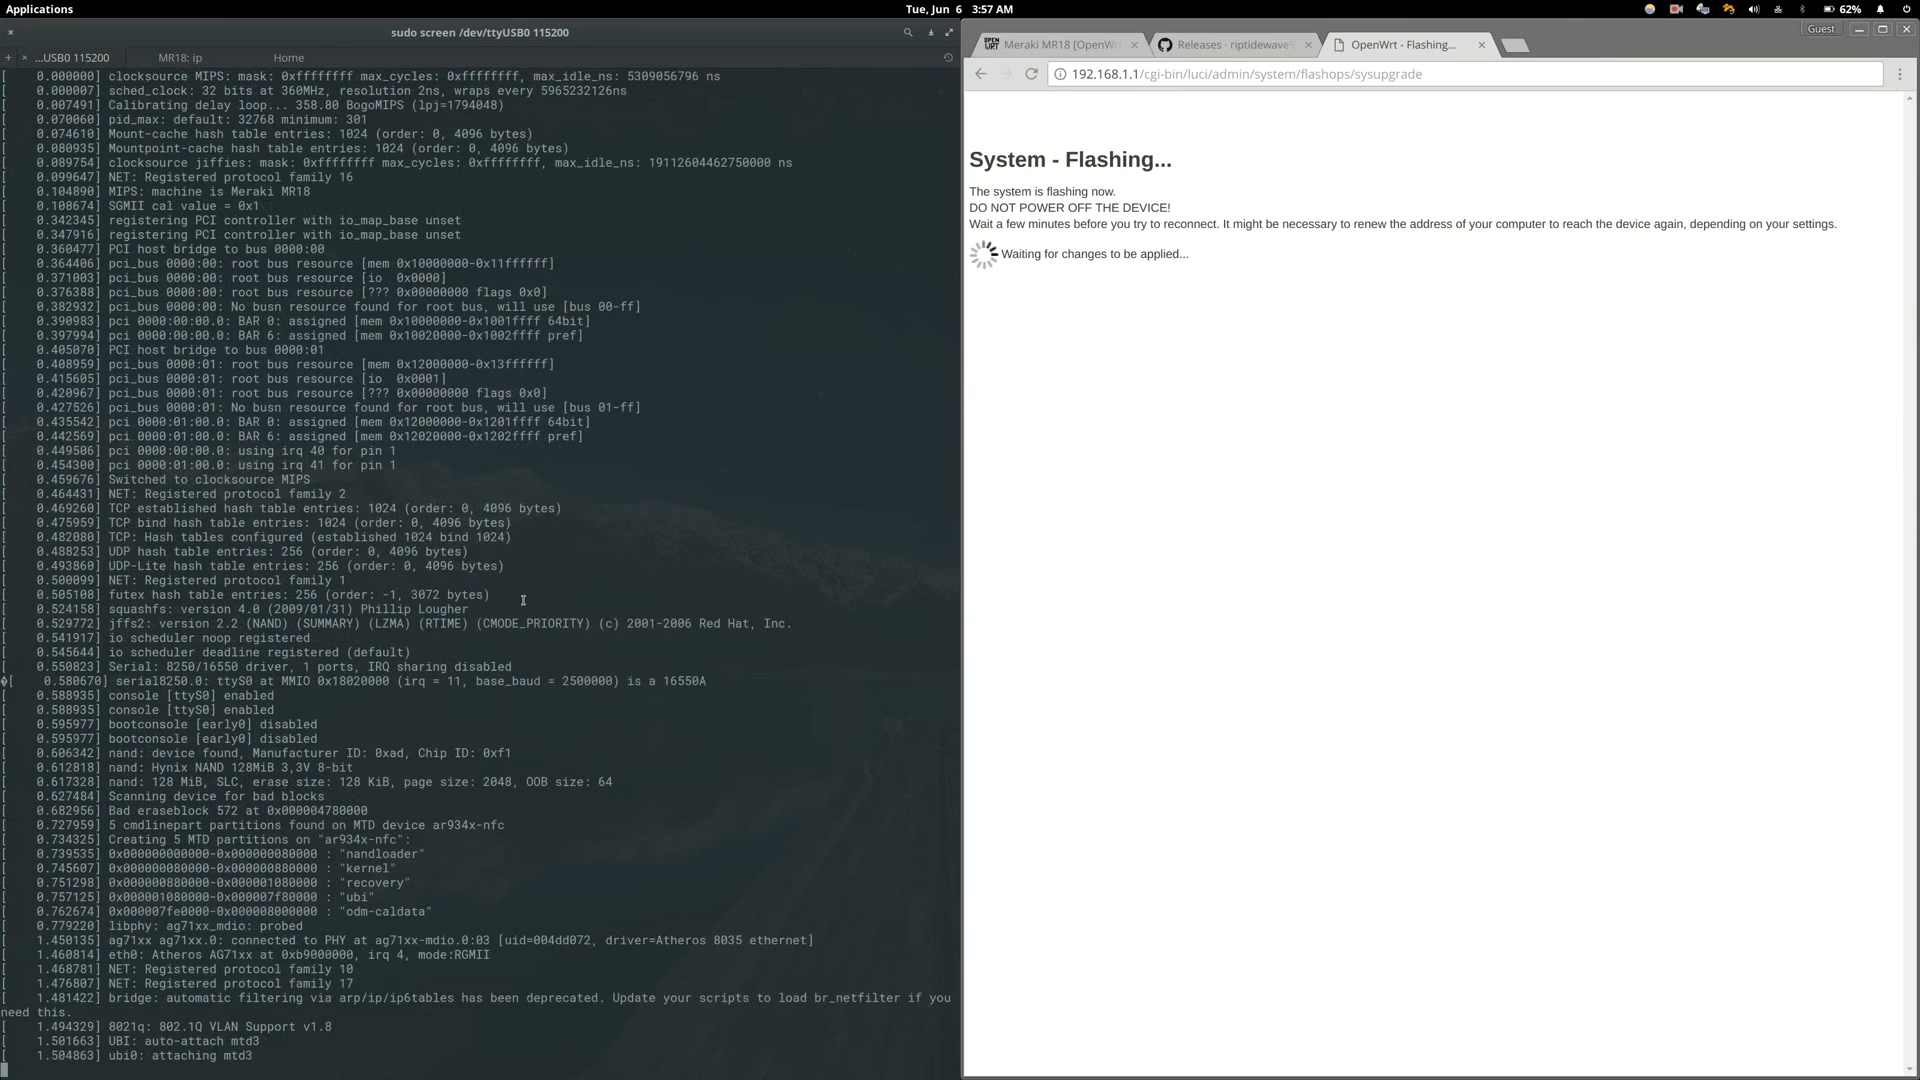 Applications
Tue, Jun 6 3:57 AM
62%
sudo screen /dev/ttyUSB0 115200
...USB0 115200
MR18: ip
Home
[ 0.000000] clocksource MIPS: mask: 0xffffffff max_cycles: 0xffffffff, max_idle_ns: 5309056796 ns
[ 0.000007] sched_clock: 32 bits at 360MHz, resolution 2ns, wraps every 5965232126ns
[ 0.007491] Calibrating delay loop... 358.80 BogoMIPS (lpj=1794048)
[ 0.070060] pid_max: default: 32768 minimum: 301
[ 0.074610] Mount-cache hash table entries: 1024 (order: 0, 4096 bytes)
[ 0.080935] Mountpoint-cache hash table entries: 1024 (order: 0, 4096 bytes)
[ 0.089754] clocksource jiffies: mask: 0xffffffff max_cycles: 0xffffffff, max_idle_ns: 19112604462750000 ns
[ 0.099647] NET: Registered protocol family 16
[ 0.104890] MIPS: machine is Meraki MR18
[ 0.108674] SGMII cal value = 0x1
[ 0.342345] registering PCI controller with io_map_base unset
[ 0.347916] registering PCI controller with io_map_base unset
[ 0.360477] PCI host bridge to bus 0000:00
[ 0.364406] pci_bus 0000:00: root bus resource [mem 0x10000000-0x11ffffff]
[ 0.371003] pci_bus 0000:00: root bus resource [io 0x0000]
[ 0.376388] pci_bus 0000:00: root bus resource [??? 0x00000000 flags 0x0]
[ 0.382932] pci_bus 0000:00: No busn resource found for root bus, will use [bus 00-ff]
[ 0.390983] pci 0000:00:00.0: BAR 0: assigned [mem 0x10000000-0x1001ffff 64bit]
[ 0.397994] pci 0000:00:00.0: BAR 6: assigned [mem 0x10020000-0x1002ffff pref]
[ 0.405070] PCI host bridge to bus 0000:01
[ 0.408959] pci_bus 0000:01: root bus resource [mem 0x12000000-0x13ffffff]
[ 0.415605] pci_bus 0000:01: root bus resource [io 0x0001]
[ 0.420967] pci_bus 0000:01: root bus resource [??? 0x00000000 flags 0x0]
[ 0.427526] pci_bus 0000:01: No busn resource found for root bus, will use [bus 01-ff]
[ 0.435542] pci 0000:01:00.0: BAR 0: assigned [mem 0x12000000-0x1201ffff 64bit]
[ 0.442569] pci 0000:01:00.0: BAR 6: assigned [mem 0x12020000-0x1202ffff pref]
[ 0.449506] pci 0000:00:00.0: using irq 40 for pin 1
[ 0.454300] pci 0000:01:00.0: using irq 41 for pin 1
[ 0.459676] Switched to clocksource MIPS
[ 0.464431] NET: Registered protocol family 2
[ 0.469260] TCP established hash table entries: 1024 (order: 0, 4096 bytes)
[ 0.475959] TCP bind hash table entries: 1024 (order: 0, 4096 bytes)
[ 0.482080] TCP: Hash tables configured (established 1024 bind 1024)
[ 0.488253] UDP hash table entries: 256 (order: 0, 4096 bytes)
[ 0.493860] UDP-Lite hash table entries: 256 (order: 0, 4096 bytes)
[ 0.500099] NET: Registered protocol family 1
[ 0.505108] futex hash table entries: 256 (order: -1, 3072 bytes)
[ 0.524158] squashfs: version 4.0 (2009/01/31) Phillip Lougher
[ 0.529772] jffs2: version 2.2 (NAND) (SUMMARY) (LZMA) (RTIME) (CMODE_PRIORITY) (c) 2001-2006 Red Hat, Inc.
[ 0.541917] io scheduler noop registered
[ 0.545644] io scheduler deadline registered (default)
[ 0.550823] Serial: 8250/16550 driver, 1 ports, IRQ sharing disabled
�[ 0.580670] serial8250.0: ttyS0 at MMIO 0x18020000 (irq = 11, base_baud = 2500000) is a 16550A
[ 0.588935] console [ttyS0] enabled
[ 0.588935] console [ttyS0] enabled
[ 0.595977] bootconsole [early0] disabled
[ 0.595977] bootconsole [early0] disabled
[ 0.606342] nand: device found, Manufacturer ID: 0xad, Chip ID: 0xf1
[ 0.612818] nand: Hynix NAND 128MiB 3,3V 8-bit
[ 0.617328] nand: 128 MiB, SLC, erase size: 128 KiB, page size: 2048, OOB size: 64
[ 0.627484] Scanning device for bad blocks
[ 0.682956] Bad eraseblock 572 at 0x000004780000
[ 0.727959] 5 cmdlinepart partitions found on MTD device ar934x-nfc
[ 0.734325] Creating 5 MTD partitions on "ar934x-nfc":
[ 0.739535] 0x000000000000-0x000000080000 : "nandloader"
[ 0.745607] 0x000000080000-0x000000880000 : "kernel"
[ 0.751298] 0x000000880000-0x000001080000 : "recovery"
[ 0.757125] 0x000001080000-0x000007f80000 : "ubi"
[ 0.762674] 0x000007fe0000-0x000008000000 : "odm-caldata"
[ 0.779220] libphy: ag71xx_mdio: probed
[ 1.450135] ag71xx ag71xx.0: connected to PHY at ag71xx-mdio.0:03 [uid=004dd072, driver=Atheros 8035 ethernet]
[ 1.460814] eth0: Atheros AG71xx at 0xb9000000, irq 4, mode:RGMII
[ 1.468781] NET: Registered protocol family 10
[ 1.476807] NET: Registered protocol family 17
[ 1.481422] bridge: automatic filtering via arp/ip/ip6tables has been deprecated. Update your scripts to load br_netfilter if you
need this.
[ 1.494329] 8021q: 802.1Q VLAN Support v1.8
[ 1.501663] UBI: auto-attach mtd3
[ 1.504863] ubi0: attaching mtd3
Guest
Meraki MR18 [OpenWr
Releases · riptidewave
OpenWrt - Flashing...
192.168.1.1/cgi-bin/luci/admin/system/flashops/sysupgrade
System - Flashing...
The system is flashing now.
DO NOT POWER OFF THE DEVICE!
Wait a few minutes before you try to reconnect. It might be necessary to renew the address of your computer to reach the device again, depending on your settings.
Waiting for changes to be applied...